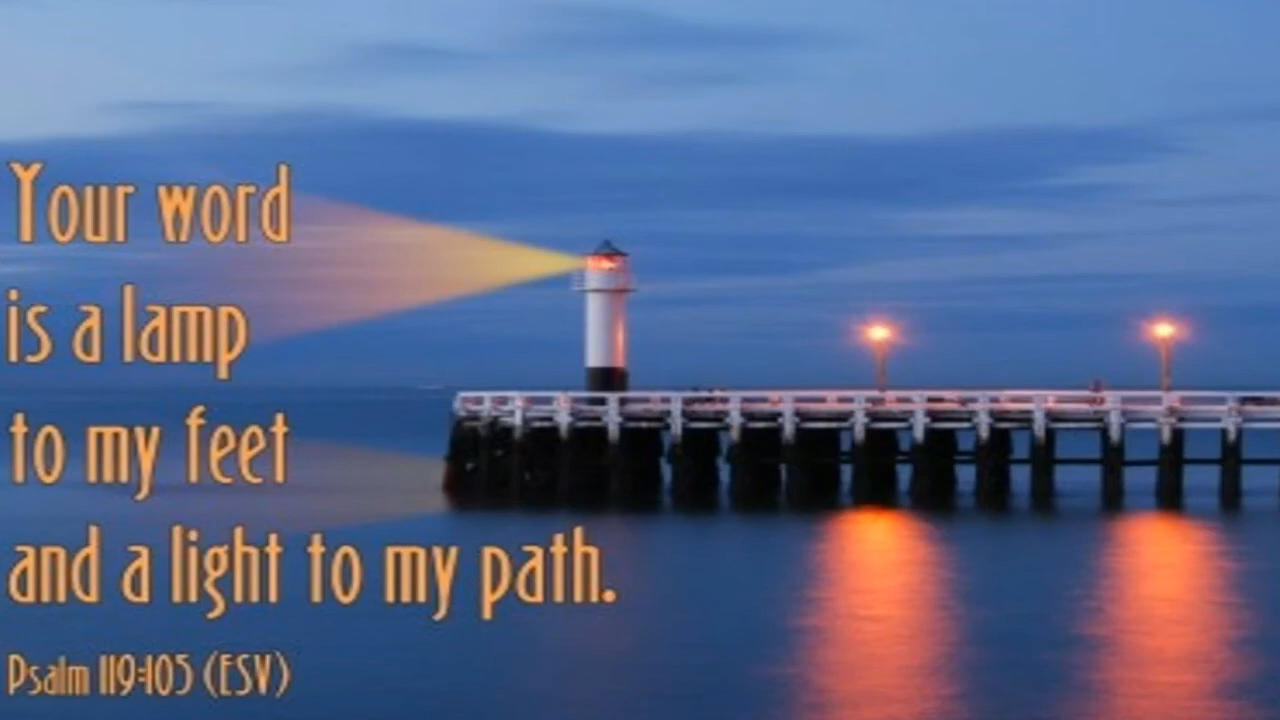 Your word
is a lamp
to my feet
and a light to my path.
Psalm 119:105 (ESV)